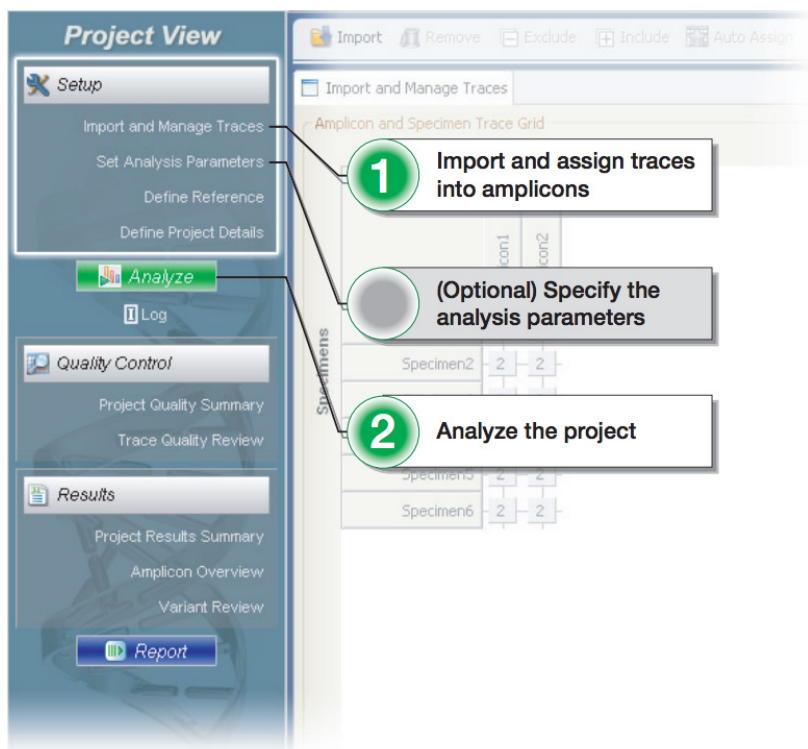 Project View
Setup
Import and Manage Traces
Set Analysis Parameters
Define Reference
Define Project Details
Analyze
Log
Quality Control
Project Quality Summary
Trace Quality Review
Results
Project Results Summary
Amplicon Overview
Variant Review
Report
Import Remove Exclude Include Auto Assign
Import and Manage Traces
Amplicon and Specimen Trace Grid
1 Import and assign traces
into amplicons
(Optional) Specify the
analysis parameters
Specimens
Specimen2 2 2
2 Analyze the project
Specimen5 2 2
Specimen6 2 2